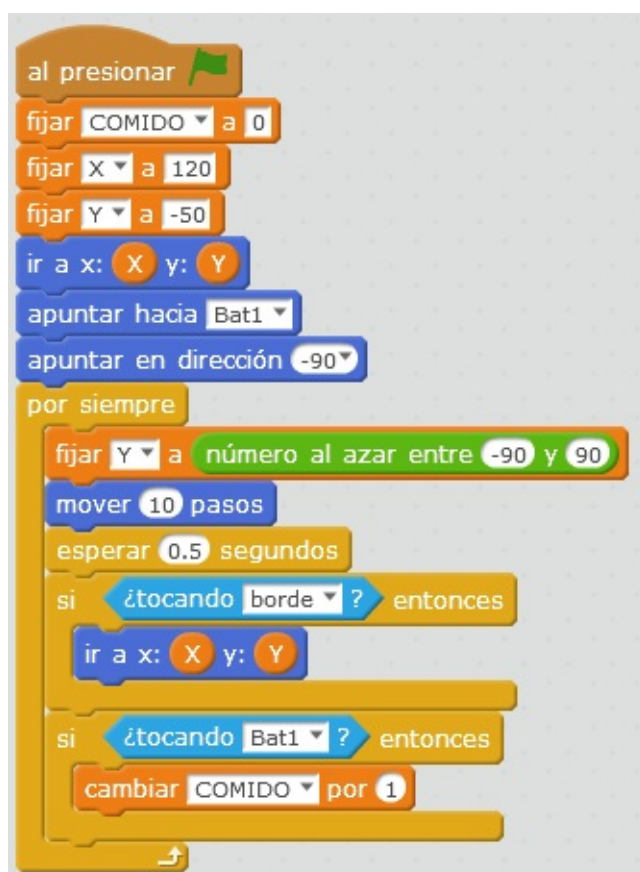 al presionar
fijar COMIDO a 0
fijar X a 120
fijar Y a -50
ir a x: X y: Y
apuntar hacia Bat1
apuntar en dirección -90
por siempre
fijar Y a número al azar entre -90 y 90
mover 10 pasos
esperar 0.5 segundos
si ¿tocando borde ? entonces
ir a x: X y: Y
si ¿tocando Bat1 ? entonces
cambiar COMIDO por 1